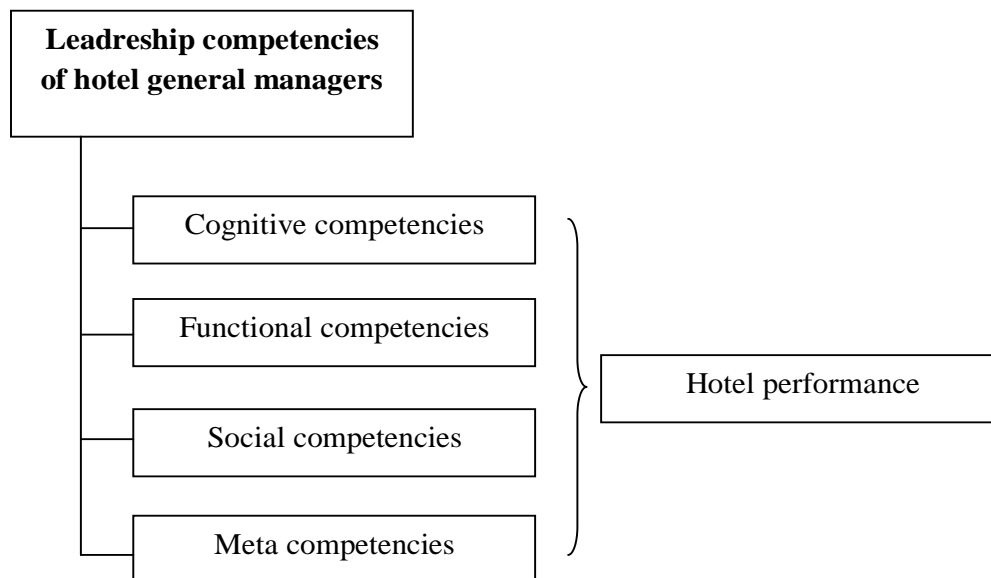 Leadreship competencies
of hotel general managers
Cognitive competencies
Functional competencies
Hotel performance
Social competencies
Meta competencies